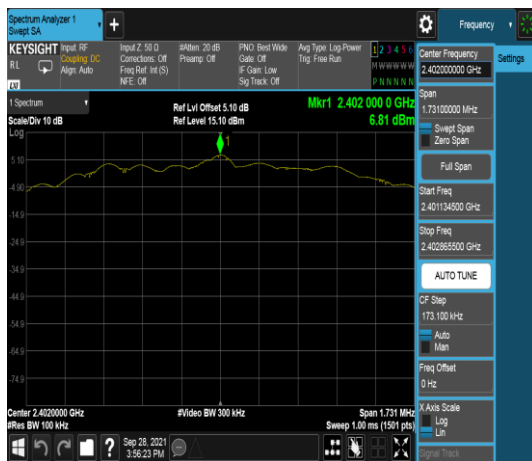 Spectrum Analyzer 1
Swept SA
+
Frequency
KEYSIGHT
RL
LXI
Input: RF
Coupling: DC
Align: Auto
Input Z: 50 Ω
Corrections: Off
Freq Ref: Int (S)
NFE: Off
#Atten: 20 dB
Preamp: Off
PNO: Best Wide
Gate: Off
IF Gain: Low
Sig Track: Off
Avg Type: Log-Power
Trig: Free Run
1 2 3 4 5 6
M W W W W W
P N N N N N
Center Frequency
2.402000000 GHz
Settings
Span
1.73100000 MHz
Swept Span
Zero Span
Full Span
Start Freq
2.401134500 GHz
Stop Freq
2.402865500 GHz
AUTO TUNE
CF Step
173.100 kHz
Auto
Man
Freq Offset
0 Hz
X Axis Scale
Log
Lin
Signal Track
1 Spectrum
Scale/Div 10 dB
Ref Lvl Offset 5.10 dB
Ref Level 15.10 dBm
Mkr1 2.402 000 0 GHz
6.81 dBm
Log
1
5.10
-4.90
-14.9
-24.9
-34.9
-44.9
-54.9
-64.9
-74.9
Center 2.4020000 GHz
#Res BW 100 kHz
#Video BW 300 kHz
Span 1.731 MHz
Sweep 1.00 ms (1501 pts)
?
Sep 28, 2021
3:56:23 PM